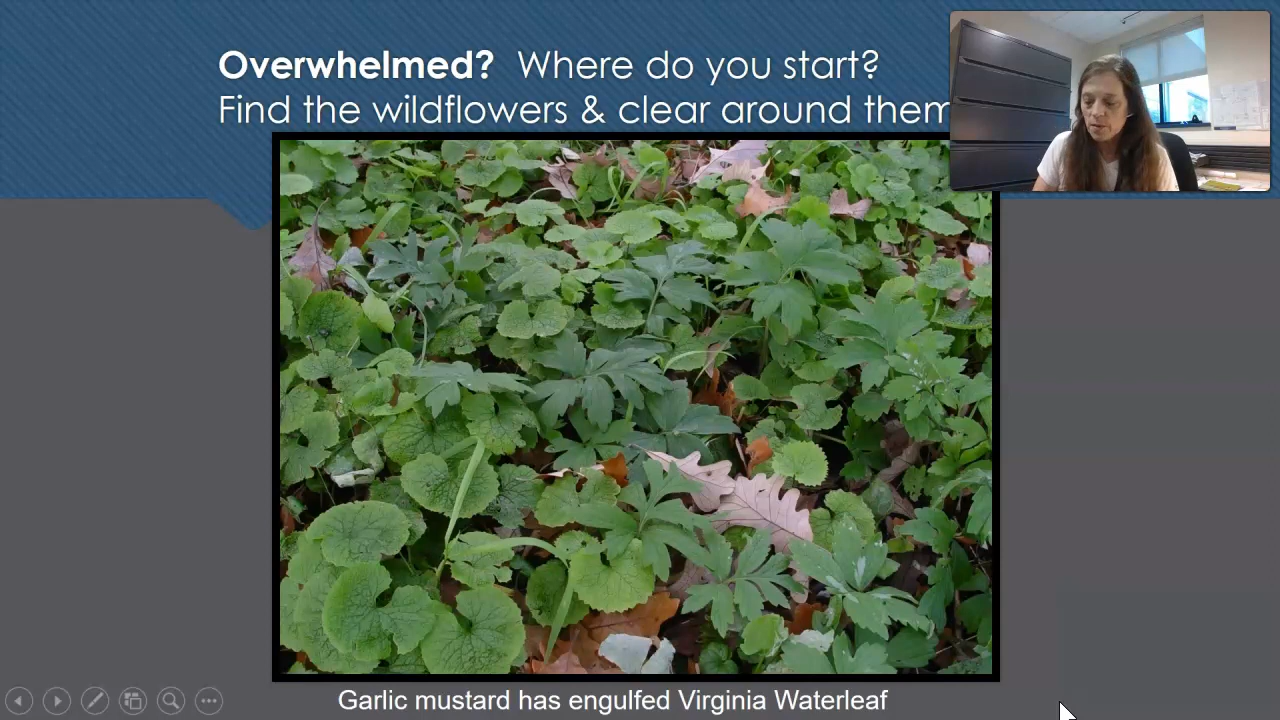 Overwhelmed? Where do you start?
Find the wildflowers & clear around them
Garlic mustard has engulfed Virginia Waterleaf